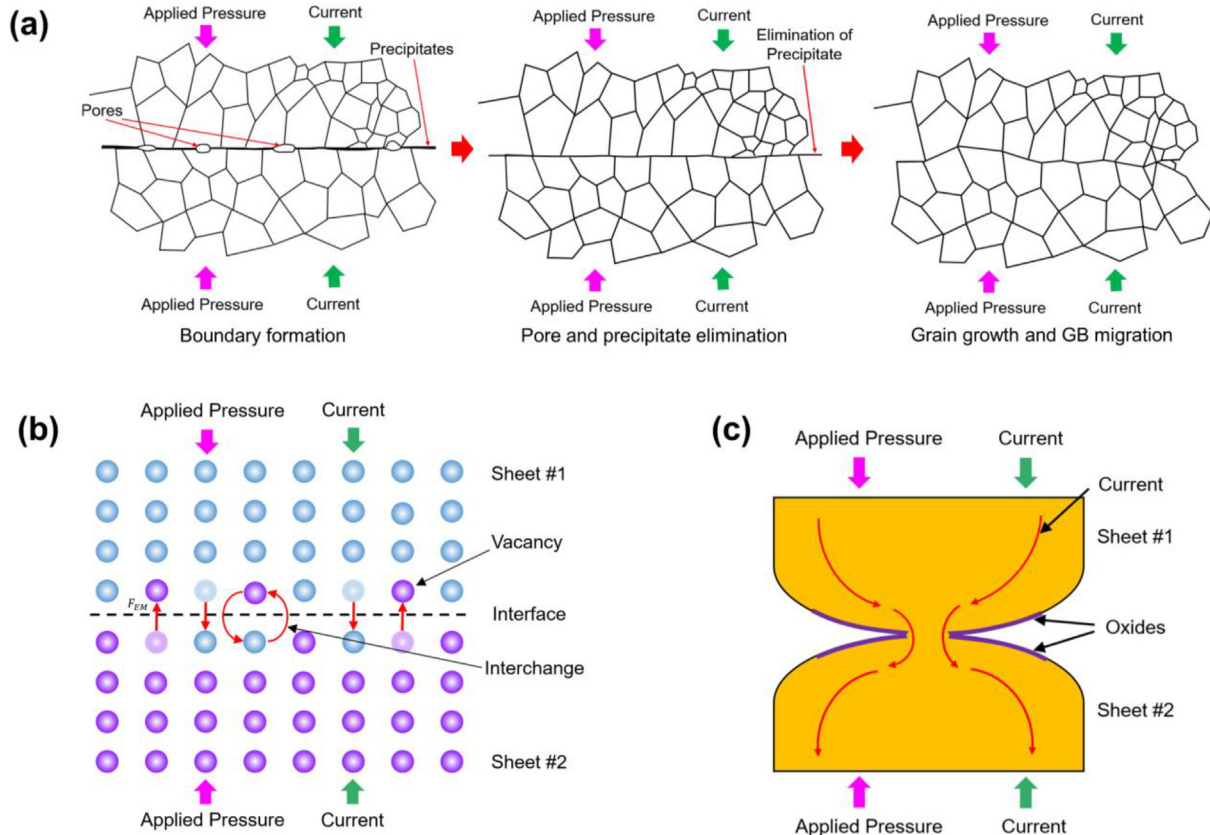 (a)
Applied Pressure
Current
Precipitates
Pores
Applied Pressure
Current
Boundary formation
Applied Pressure
Current
Elimination of
Precipitate
Applied Pressure
Current
Pore and precipitate elimination
Applied Pressure
Current
Applied Pressure
Current
Grain growth and GB migration
(b)
Applied Pressure
Current
Sheet #1
Vacancy
F_EM
Interface
Interchange
Sheet #2
Applied Pressure
Current
(c)
Applied Pressure
Current
Current
Sheet #1
Oxides
Sheet #2
Applied Pressure
Current